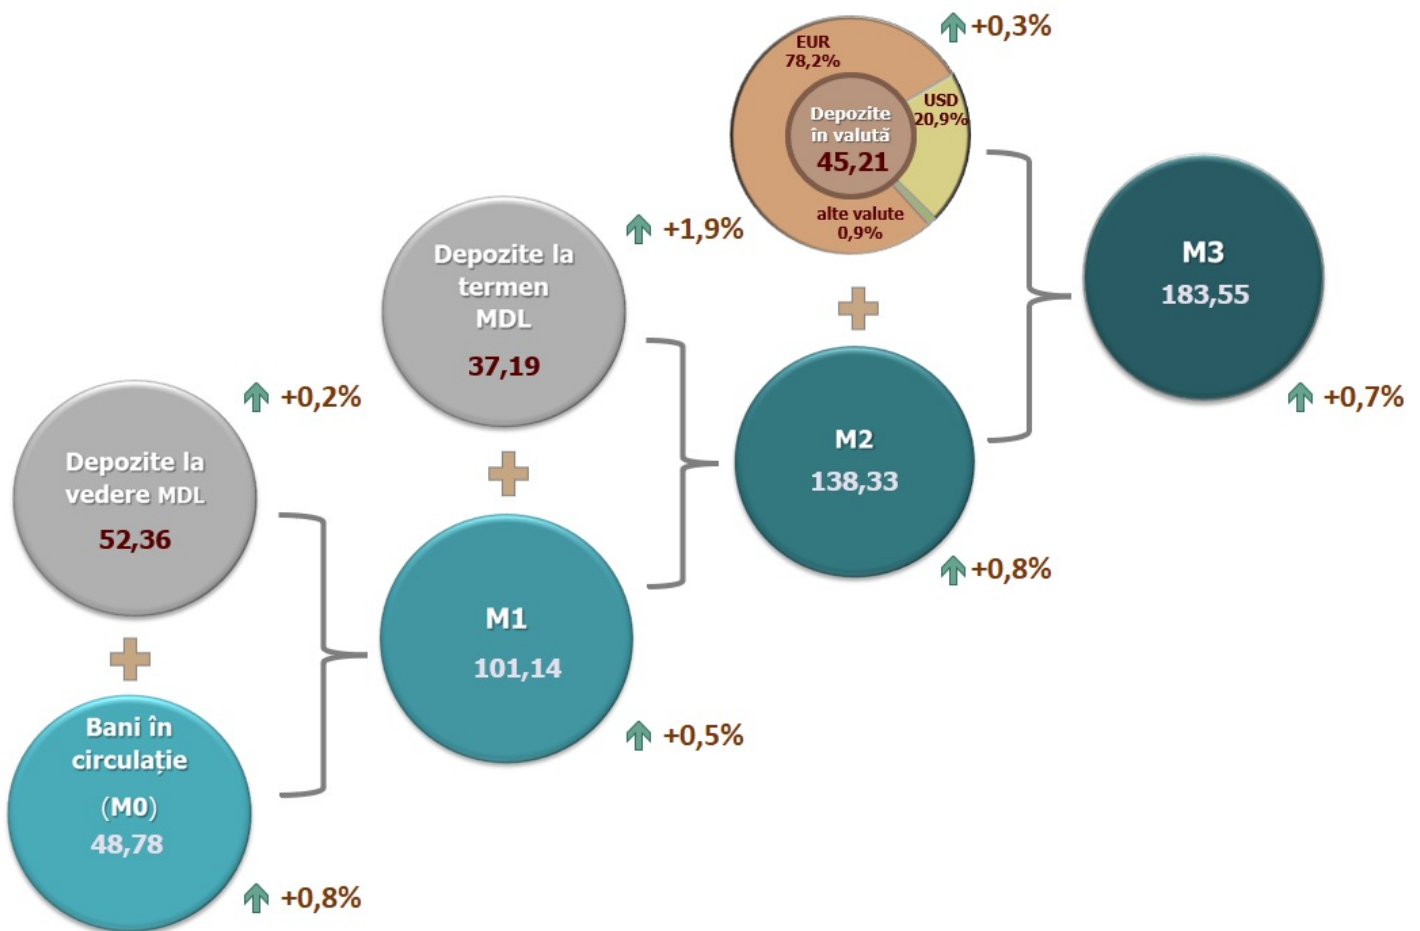 Depozite la
vedere MDL
52,36
+0,2%
Bani în
circulație
(M0)
48,78
+0,8%
Depozite la
termen
MDL
37,19
+1,9%
M1
101,14
+0,5%
EUR
78,2%
USD
20,9%
alte valute
0,9%
Depozite
în valută
45,21
+0,3%
M2
138,33
+0,8%
M3
183,55
+0,7%